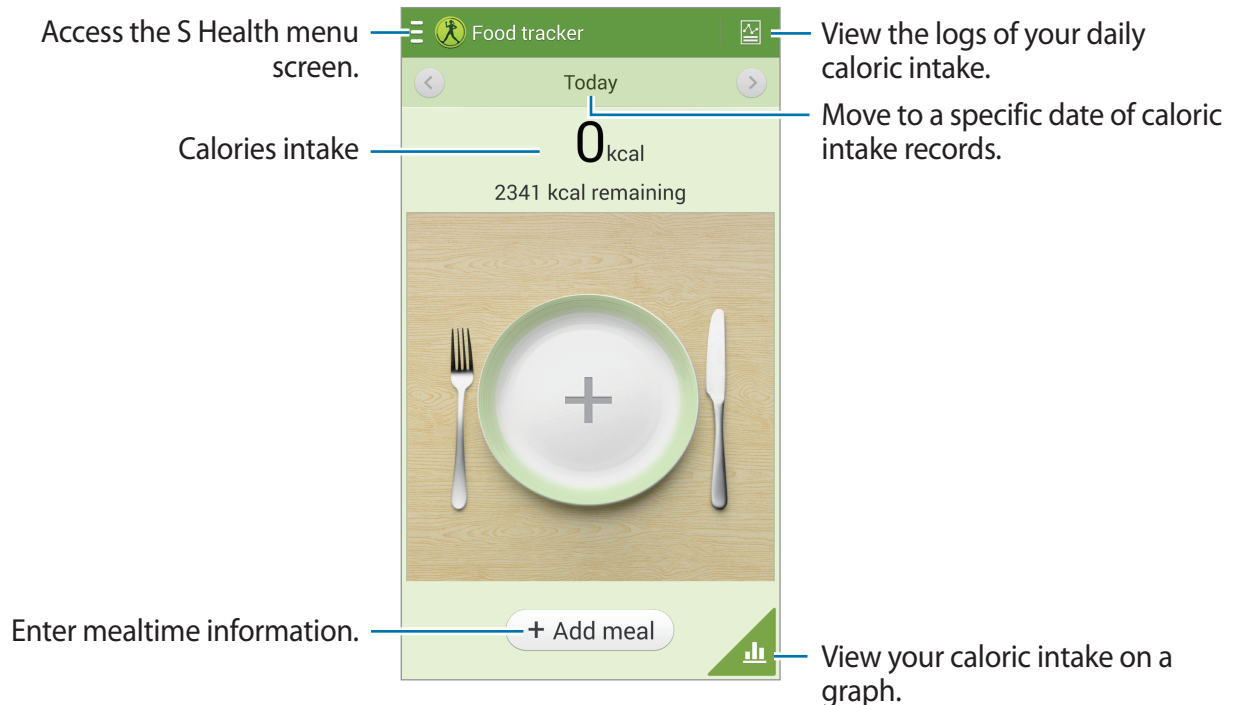 Access the S Health menu
screen.
Food tracker
View the logs of your daily
caloric intake.
Today
Move to a specific date of caloric
intake records.
Calories intake
0 kcal
2341 kcal remaining
Enter mealtime information.
+ Add meal
View your caloric intake on a
graph.